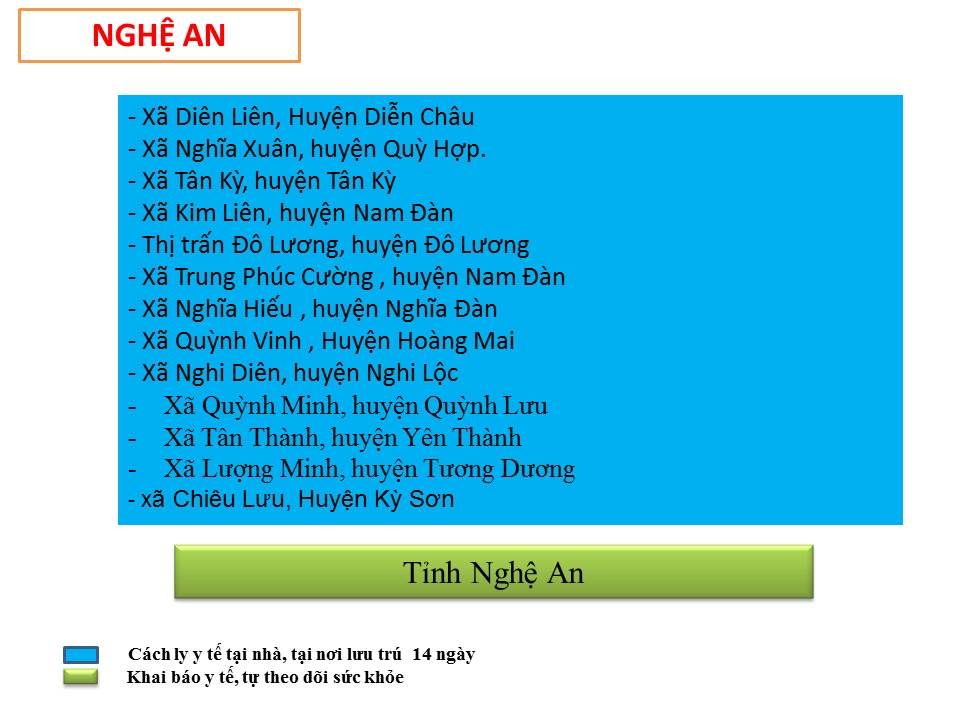 NGHỆ AN
- Xã Diên Liên, Huyện Diễn Châu
- Xã Nghĩa Xuân, huyện Quỳ Hợp.
- Xã Tân Kỳ, huyện Tân Kỳ
- Xã Kim Liên, huyện Nam Đàn
- Thị trấn Đô Lương, huyện Đô Lương
- Xã Trung Phúc Cường , huyện Nam Đàn
- Xã Nghĩa Hiếu , huyện Nghĩa Đàn
- Xã Quỳnh Vinh , Huyện Hoàng Mai
- Xã Nghi Diên, huyện Nghi Lộc
- Xã Quỳnh Minh, huyện Quỳnh Lưu
- Xã Tân Thành, huyện Yên Thành
- Xã Lượng Minh, huyện Tương Dương
- xã Chiêu Lưu, Huyện Kỳ Sơn
Tỉnh Nghệ An
Cách ly y tế tại nhà, tại nơi lưu trú 14 ngày
Khai báo y tế, tự theo dõi sức khỏe